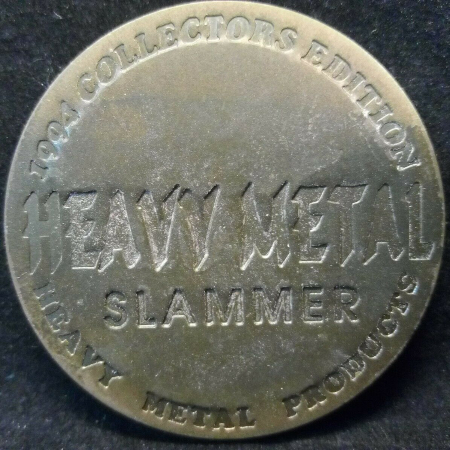 1994 COLLECTORS EDITION
HEAVY METAL
SLAMMER
HEAVY METAL PRODUCTS